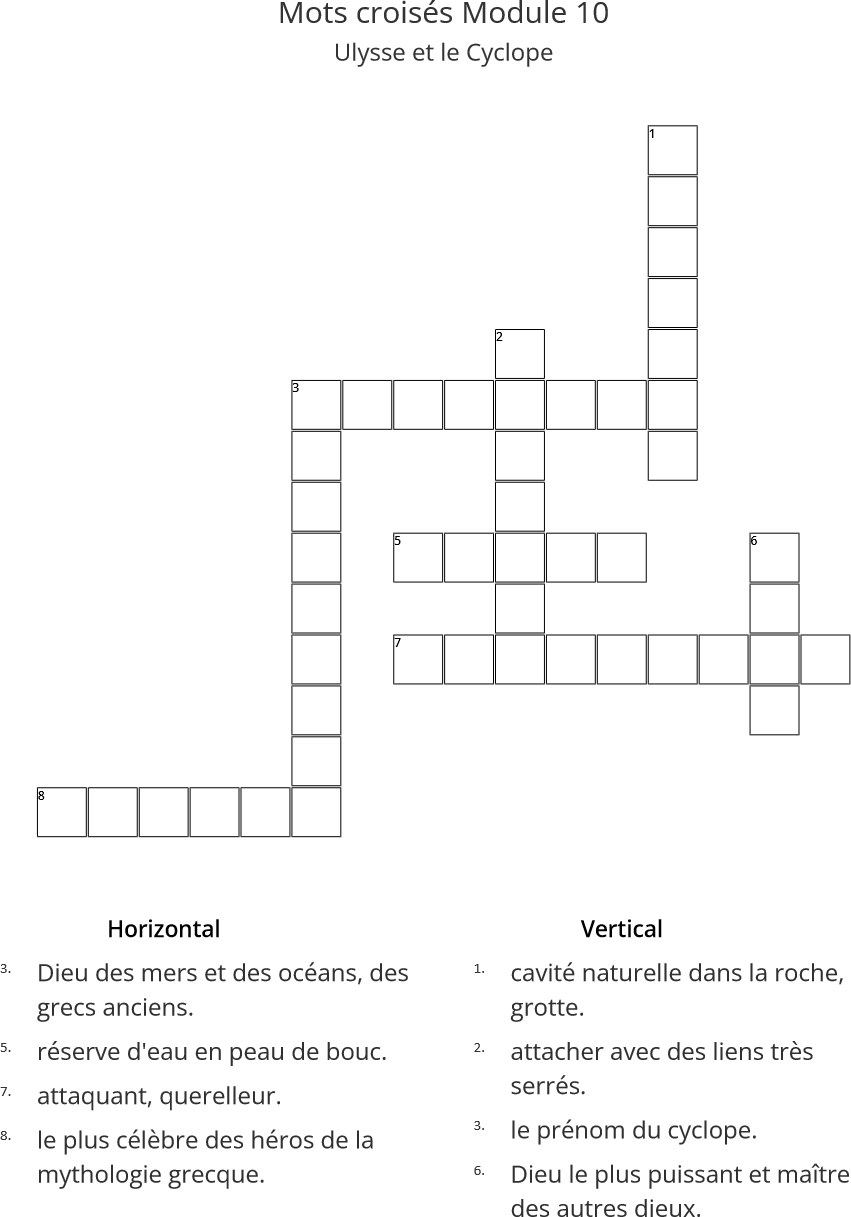 Mots croisés Module 10
Ulysse et le Cyclope
1
2
3
5
6
7
8
Horizontal
3. Dieu des mers et des océans, des
grecs anciens.
5. réserve d'eau en peau de bouc.
7. attaquant, querelleur.
8. le plus célèbre des héros de la
mythologie grecque.
Vertical
1. cavité naturelle dans la roche,
grotte.
2. attacher avec des liens très
serrés.
3. le prénom du cyclope.
6. Dieu le plus puissant et maître
des autres dieux.